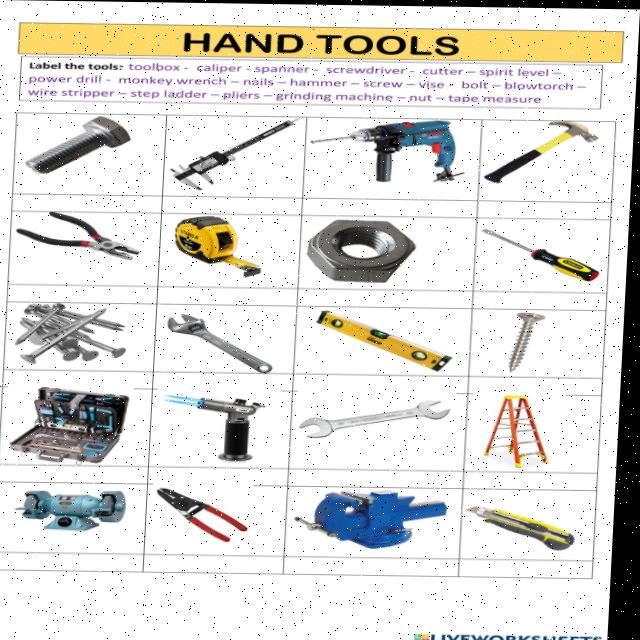 HAND TOOLS
Label the tools: toolbox - caliper - spanner - screwdriver - cutter – spirit level –
power drill - monkey wrench – nails – hammer – screw – vise - bolt – blowtorch –
wire stripper – step ladder – pliers – grinding machine – nut – tape measure
LIVEWORKSHEETS